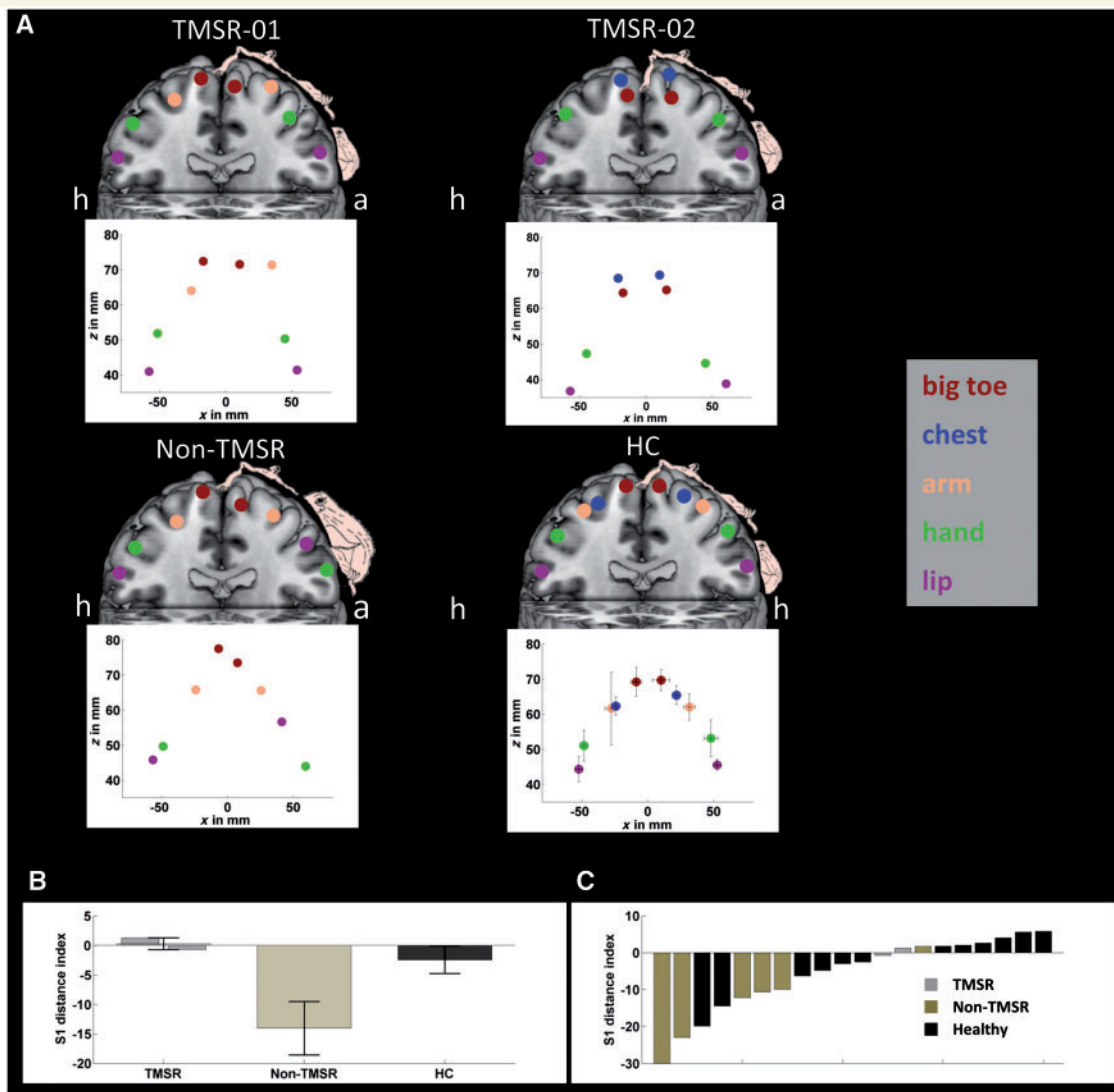 A
TMSR-01
TMSR-02
h
a
h
a
80
70
60
50
40
z in mm
-50
0
50
x in mm
80
70
60
50
40
z in mm
-50
0
50
x in mm
big toe
chest
arm
hand
lip
Non-TMSR
HC
h
a
h
h
80
70
60
50
40
z in mm
-50
0
50
x in mm
80
70
60
50
40
z in mm
-50
0
50
x in mm
B
5
0
-5
-10
-15
-20
S1 distance index
TMSR
Non-TMSR
HC
C
10
0
-10
-20
-30
S1 distance index
TMSR
Non-TMSR
Healthy